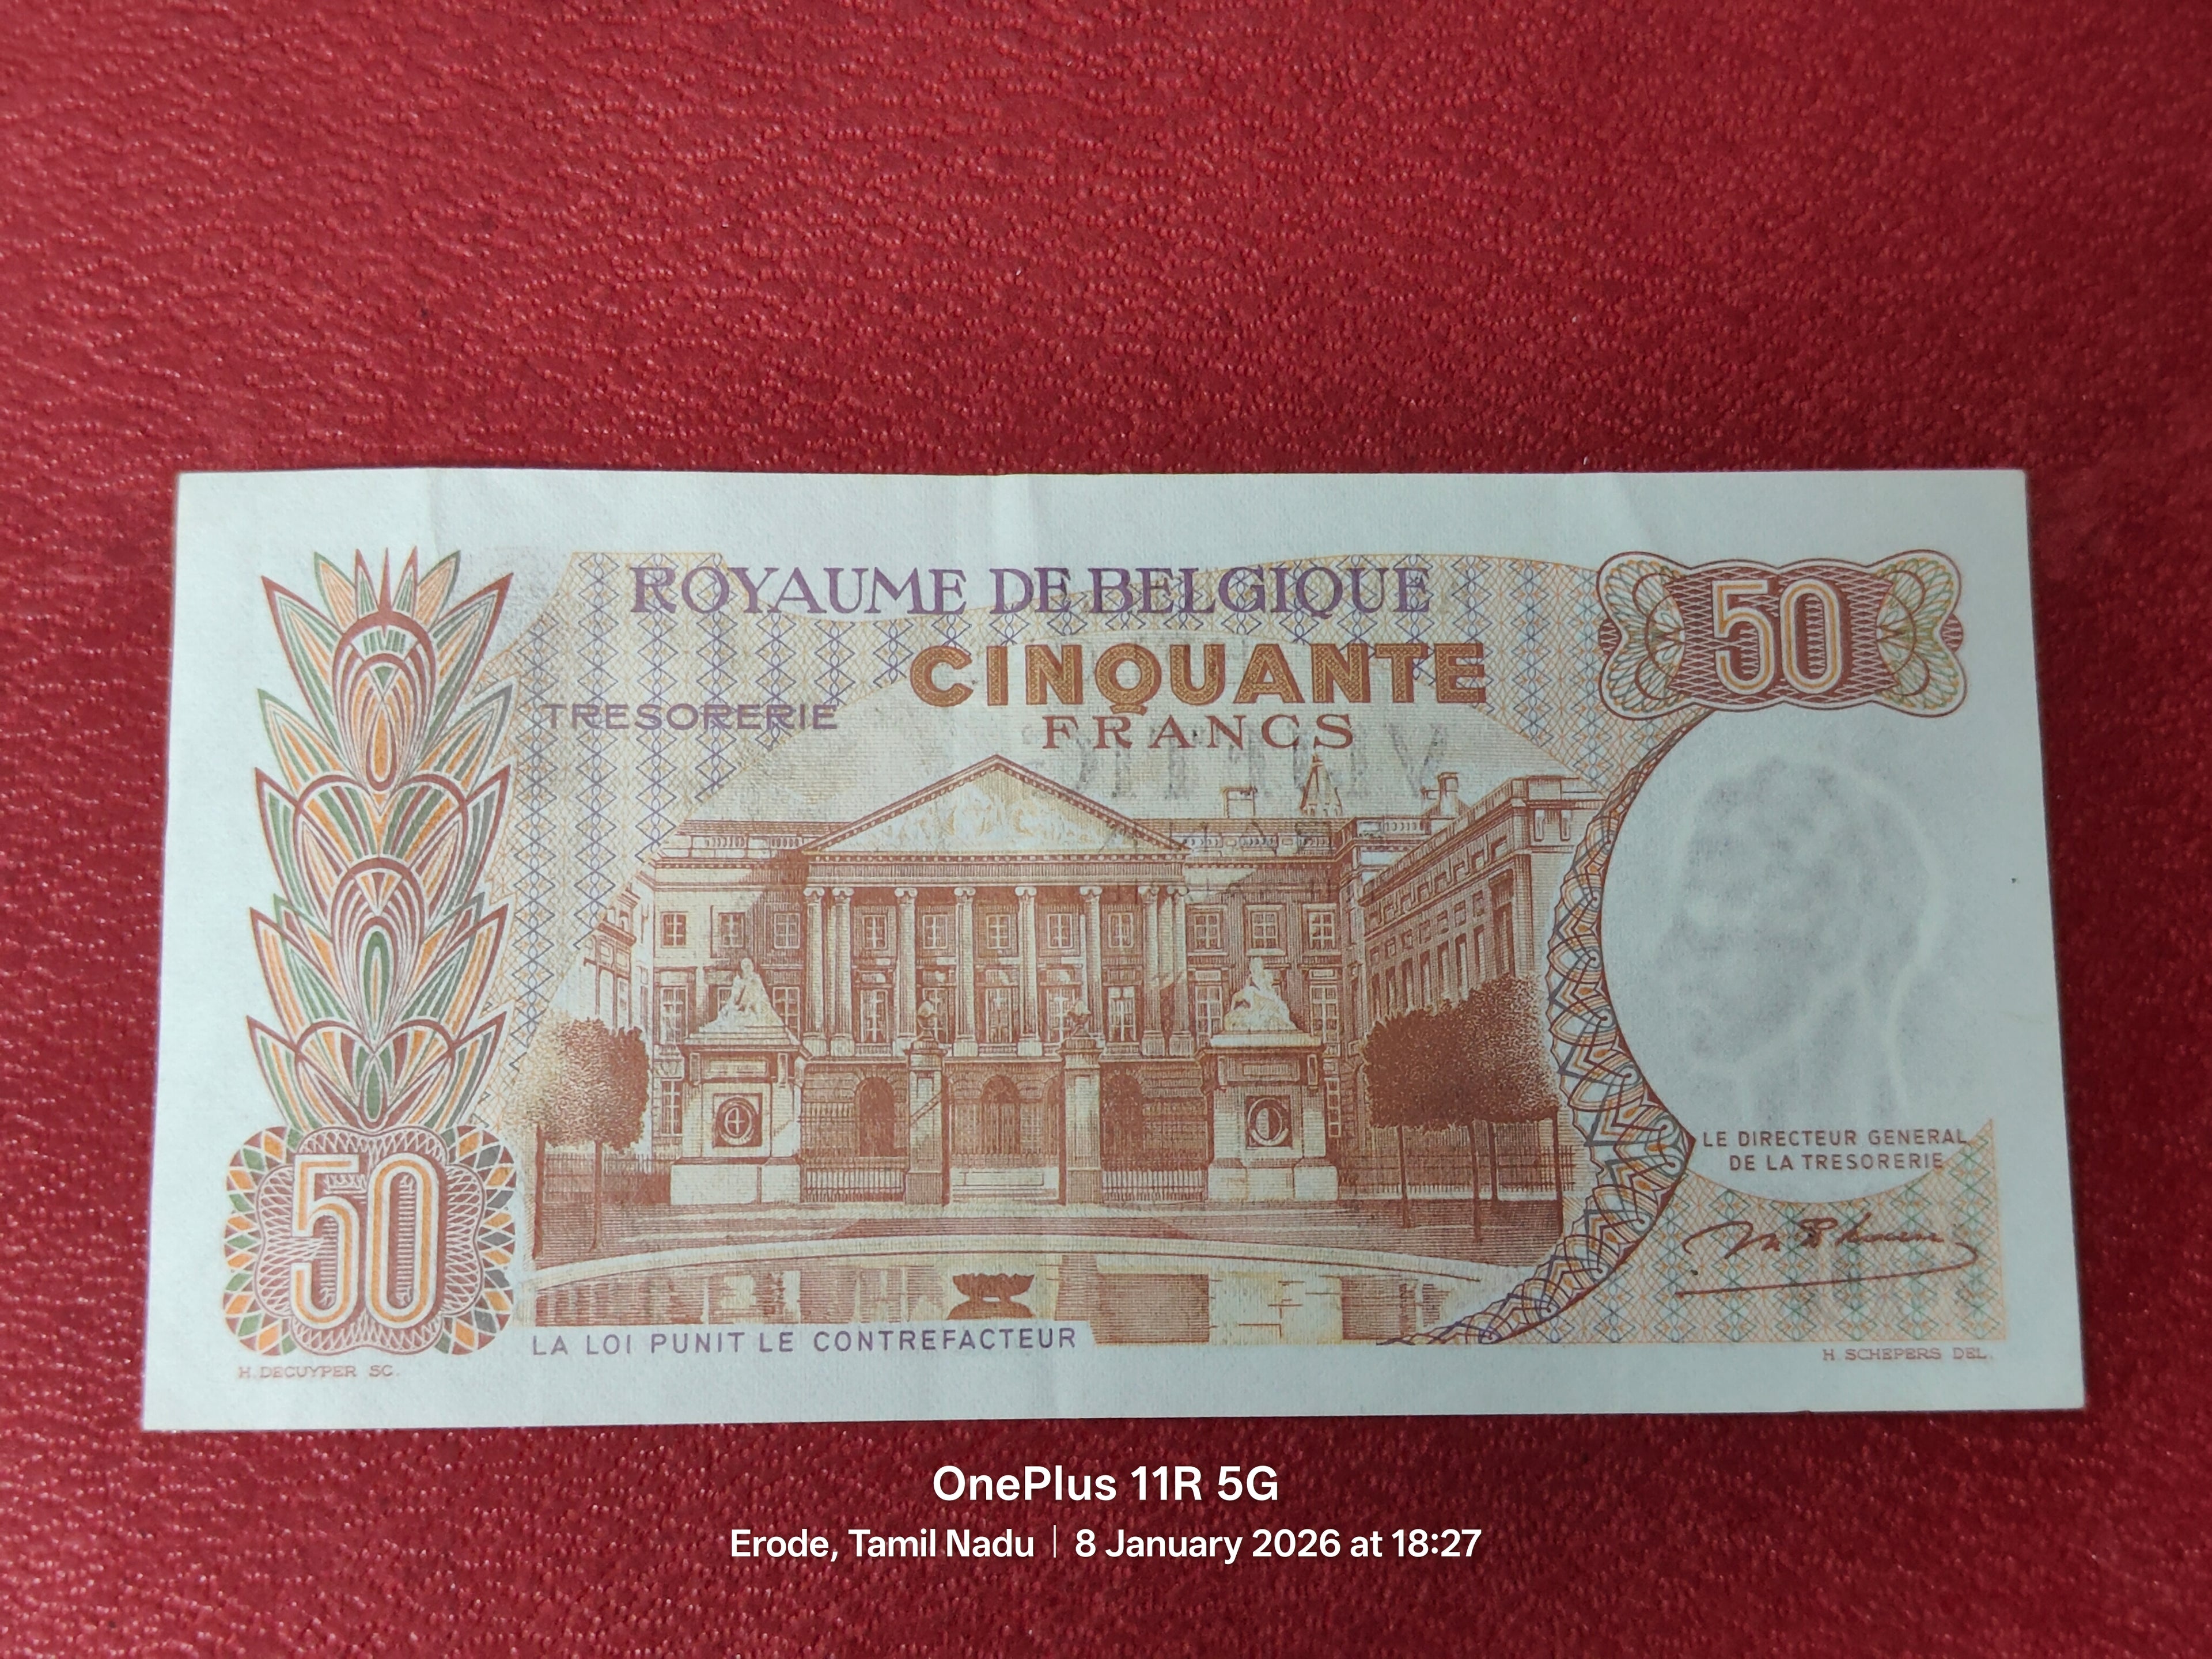 ROYAUME DE BELGIQUE
50
CINQUANTE
TRESORERIE
FRANCS
LE DIRECTEUR GENERAL
DE LA TRESORERIE
50
LA LOI PUNIT LE CONTREFACTEUR
H. DECUYPER SC.
H. SCHEPERS DEL.
OnePlus 11R 5G
Erode, Tamil Nadu | 8 January 2026 at 18:27